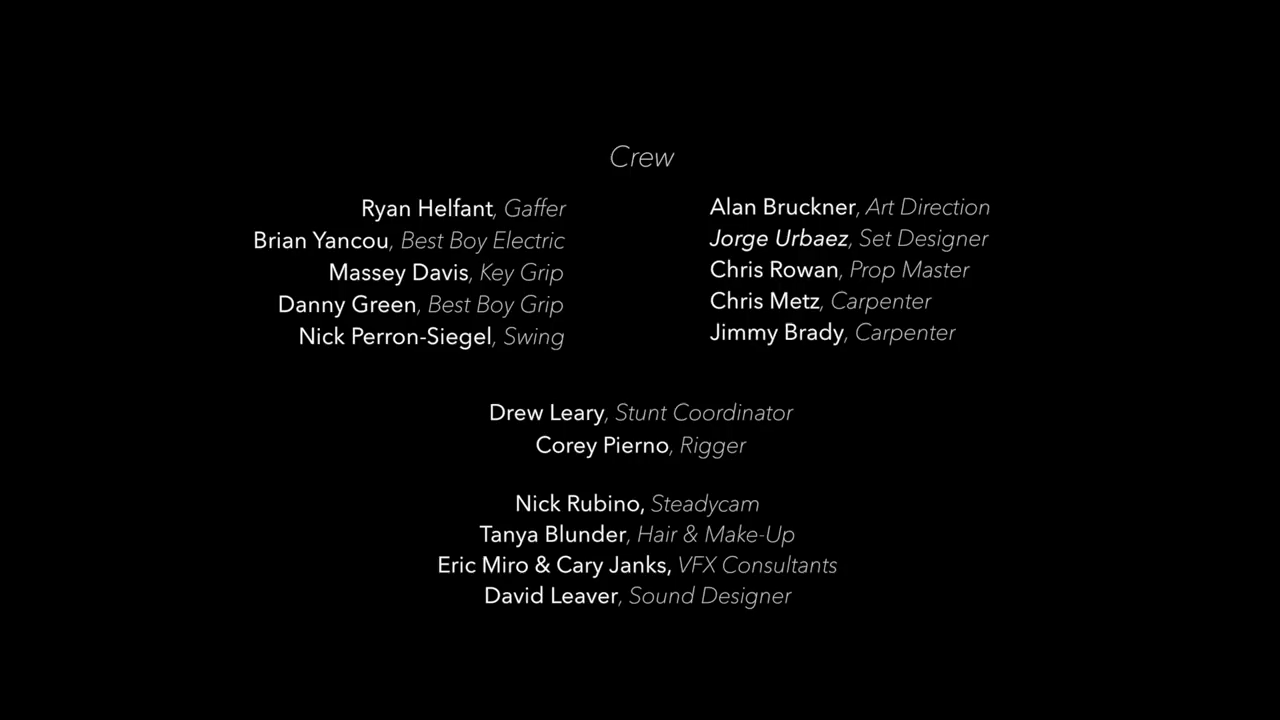 Crew
Ryan Helfant, Gaffer
Brian Yancou, Best Boy Electric
Massey Davis, Key Grip
Danny Green, Best Boy Grip
Nick Perron-Siegel, Swing
Alan Bruckner, Art Direction
Jorge Urbaez, Set Designer
Chris Rowan, Prop Master
Chris Metz, Carpenter
Jimmy Brady, Carpenter
Drew Leary, Stunt Coordinator
Corey Pierno, Rigger
Nick Rubino, Steadycam
Tanya Blunder, Hair & Make-Up
Eric Miro & Cary Janks, VFX Consultants
David Leaver, Sound Designer